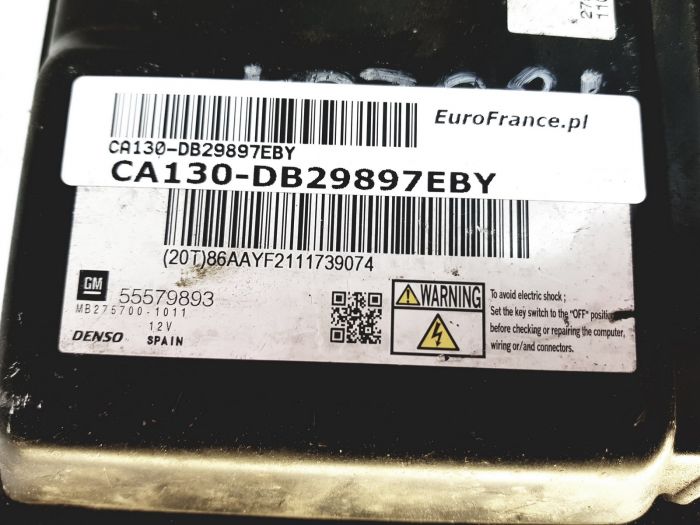 EuroFrance.pl
CA130-DB29897EBY
CA130-DB29897EBY
(20T)86AAYF2111739074
GM 55579893
MB275700-1011
12V
DENSO SPAIN
WARNING
To avoid electric shock ;
Set the key switch to the "OFF" position
before checking or repairing the computer,
wiring or/and connectors.